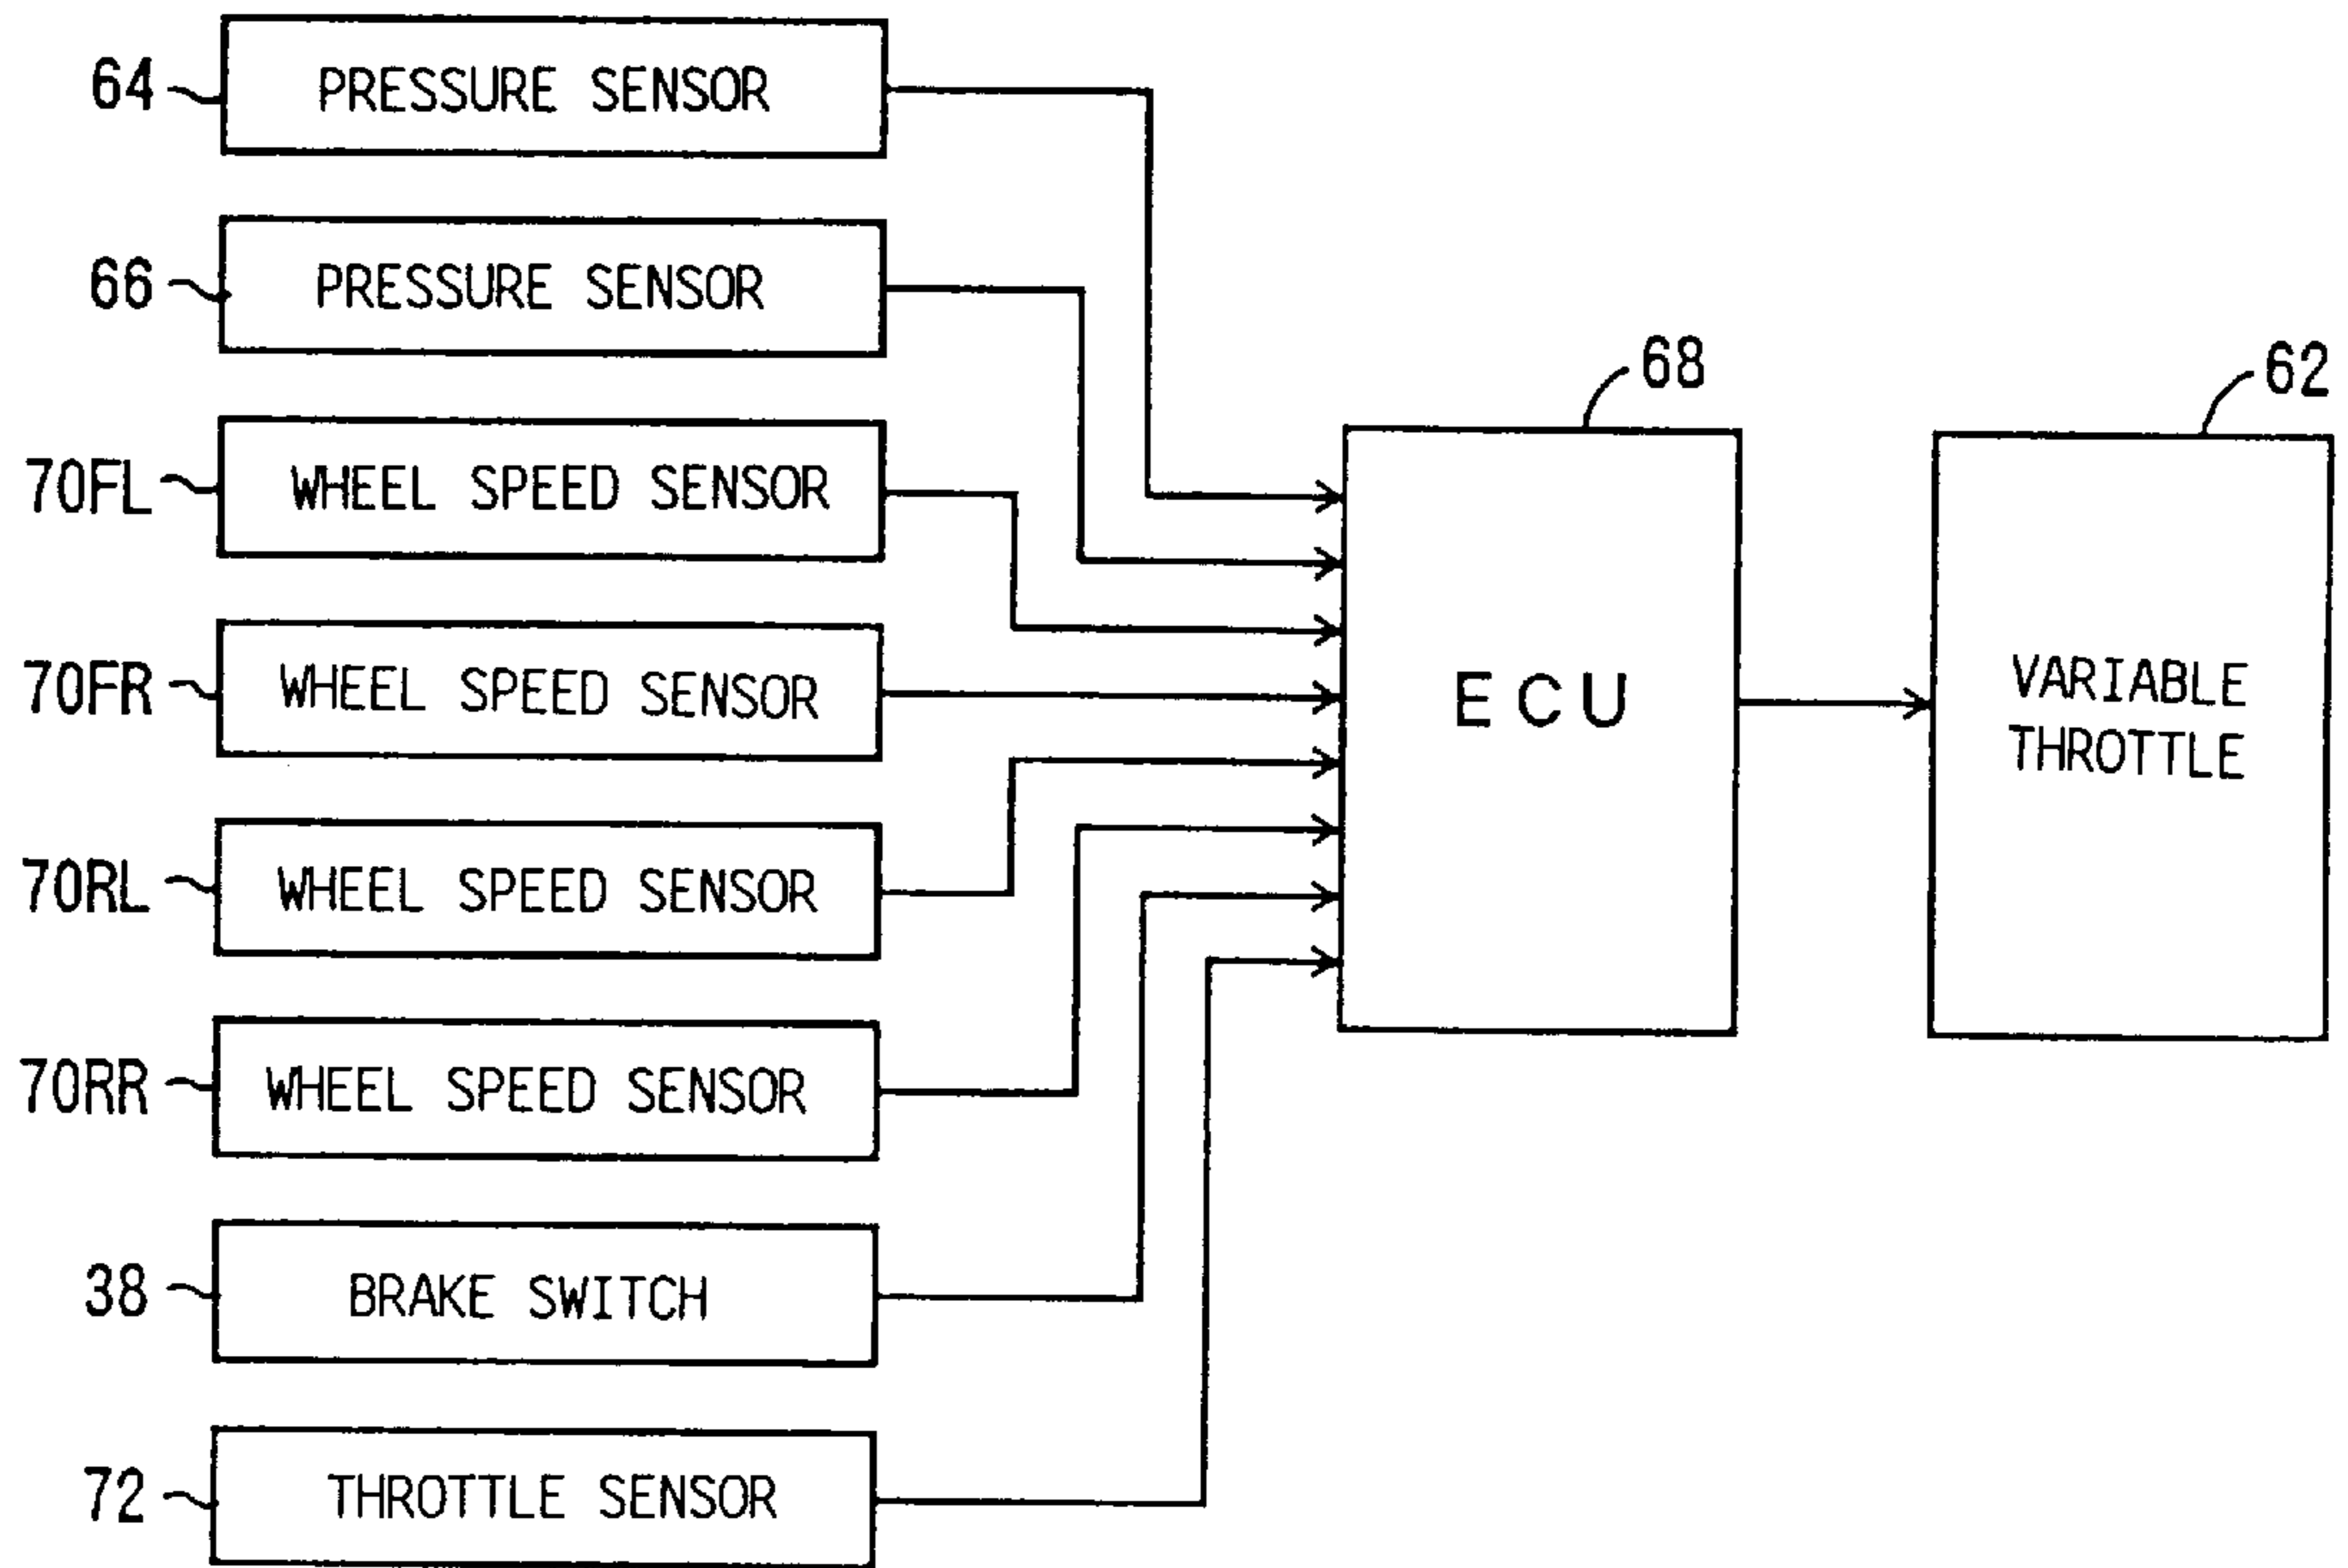 64 PRESSURE SENSOR
66 PRESSURE SENSOR
68
62
70FL WHEEL SPEED SENSOR
70FR WHEEL SPEED SENSOR
ECU
VARIABLE
THROTTLE
70RL WHEEL SPEED SENSOR
70RR WHEEL SPEED SENSOR
38 BRAKE SWITCH
72 THROTTLE SENSOR